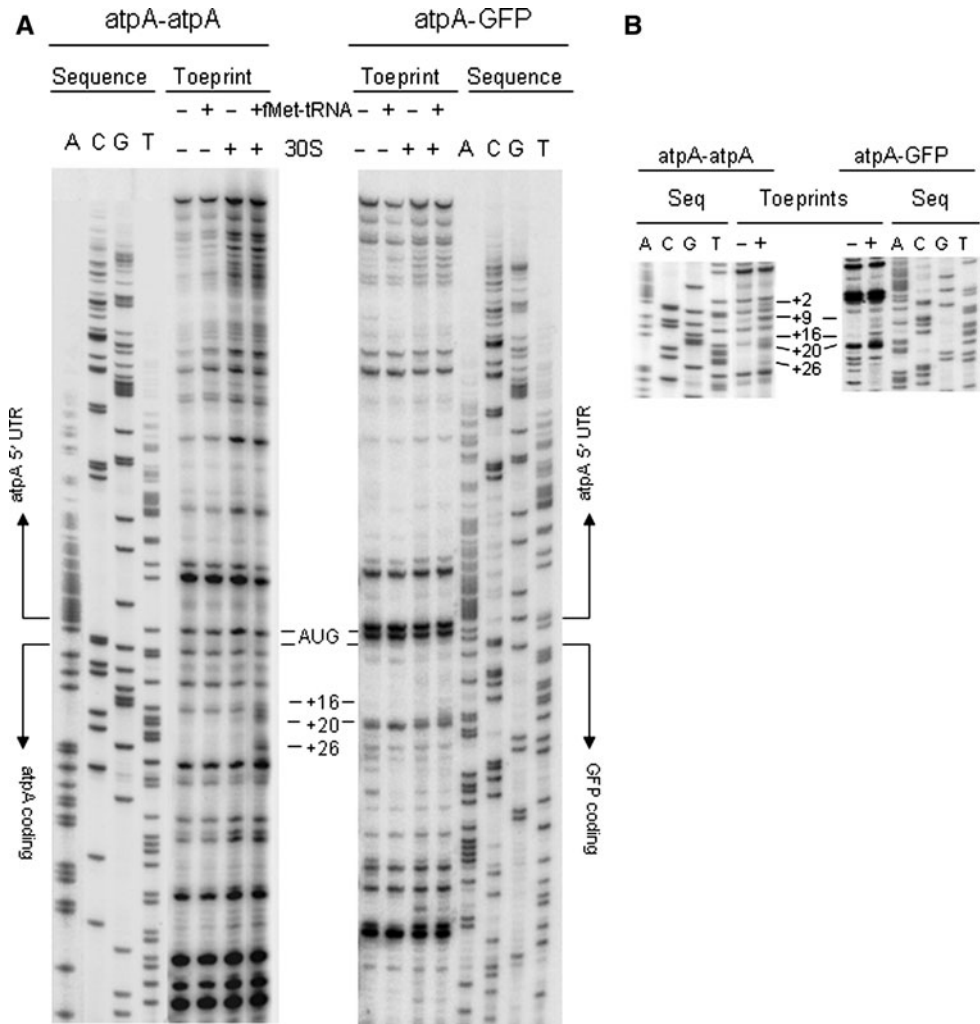 A
atpA-atpA
atpA-GFP
Sequence Toeprint
Toeprint Sequence
– + – + fMet-tRNA – + – +
A C G T – – + + 30S – – + + A C G T
atpA 5' UTR
atpA coding
AUG
+16
+20
+26
atpA 5' UTR
GFP coding
B
atpA-atpA
atpA-GFP
Seq Toeprints Seq
A C G T – + – + A C G T
+2
+9
+16
+20
+26